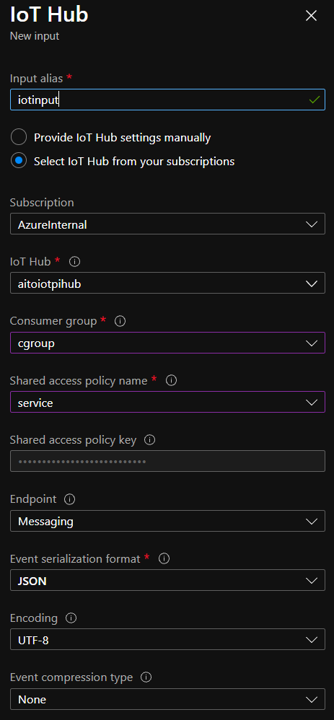 IoT Hub
New input
Input alias *
iotinput
Provide IoT Hub settings manually
Select IoT Hub from your subscriptions
Subscription
AzureInternal
IoT Hub *
aitoiotpihub
Consumer group *
cgroup
Shared access policy name *
service
Shared access policy key
••••••••••••••••••••••••••••
Endpoint
Messaging
Event serialization format *
JSON
Encoding
UTF-8
Event compression type
None